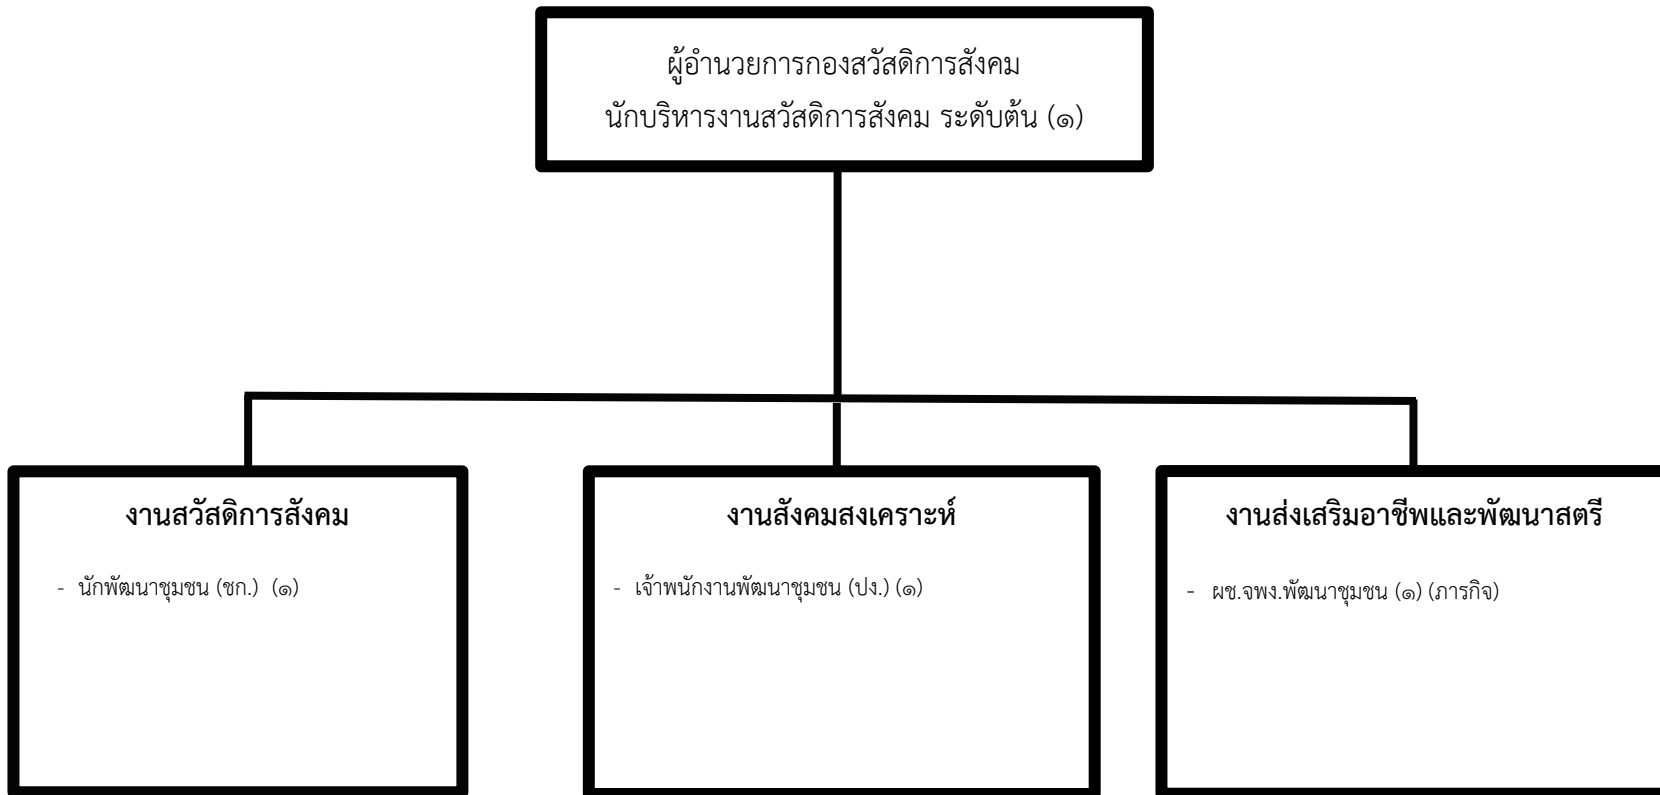 ผู้อำนวยการกองสวัสดิการสังคม
นักบริหารงานสวัสดิการสังคม ระดับต้น (๑)
งานสวัสดิการสังคม
- นักพัฒนาชุมชน (ชก.) (๑)
งานสังคมสงเคราะห์
- เจ้าพนักงานพัฒนาชุมชน (ปง.) (๑)
งานส่งเสริมอาชีพและพัฒนาสตรี
- ผช.จพง.พัฒนาชุมชน (๑) (ภารกิจ)